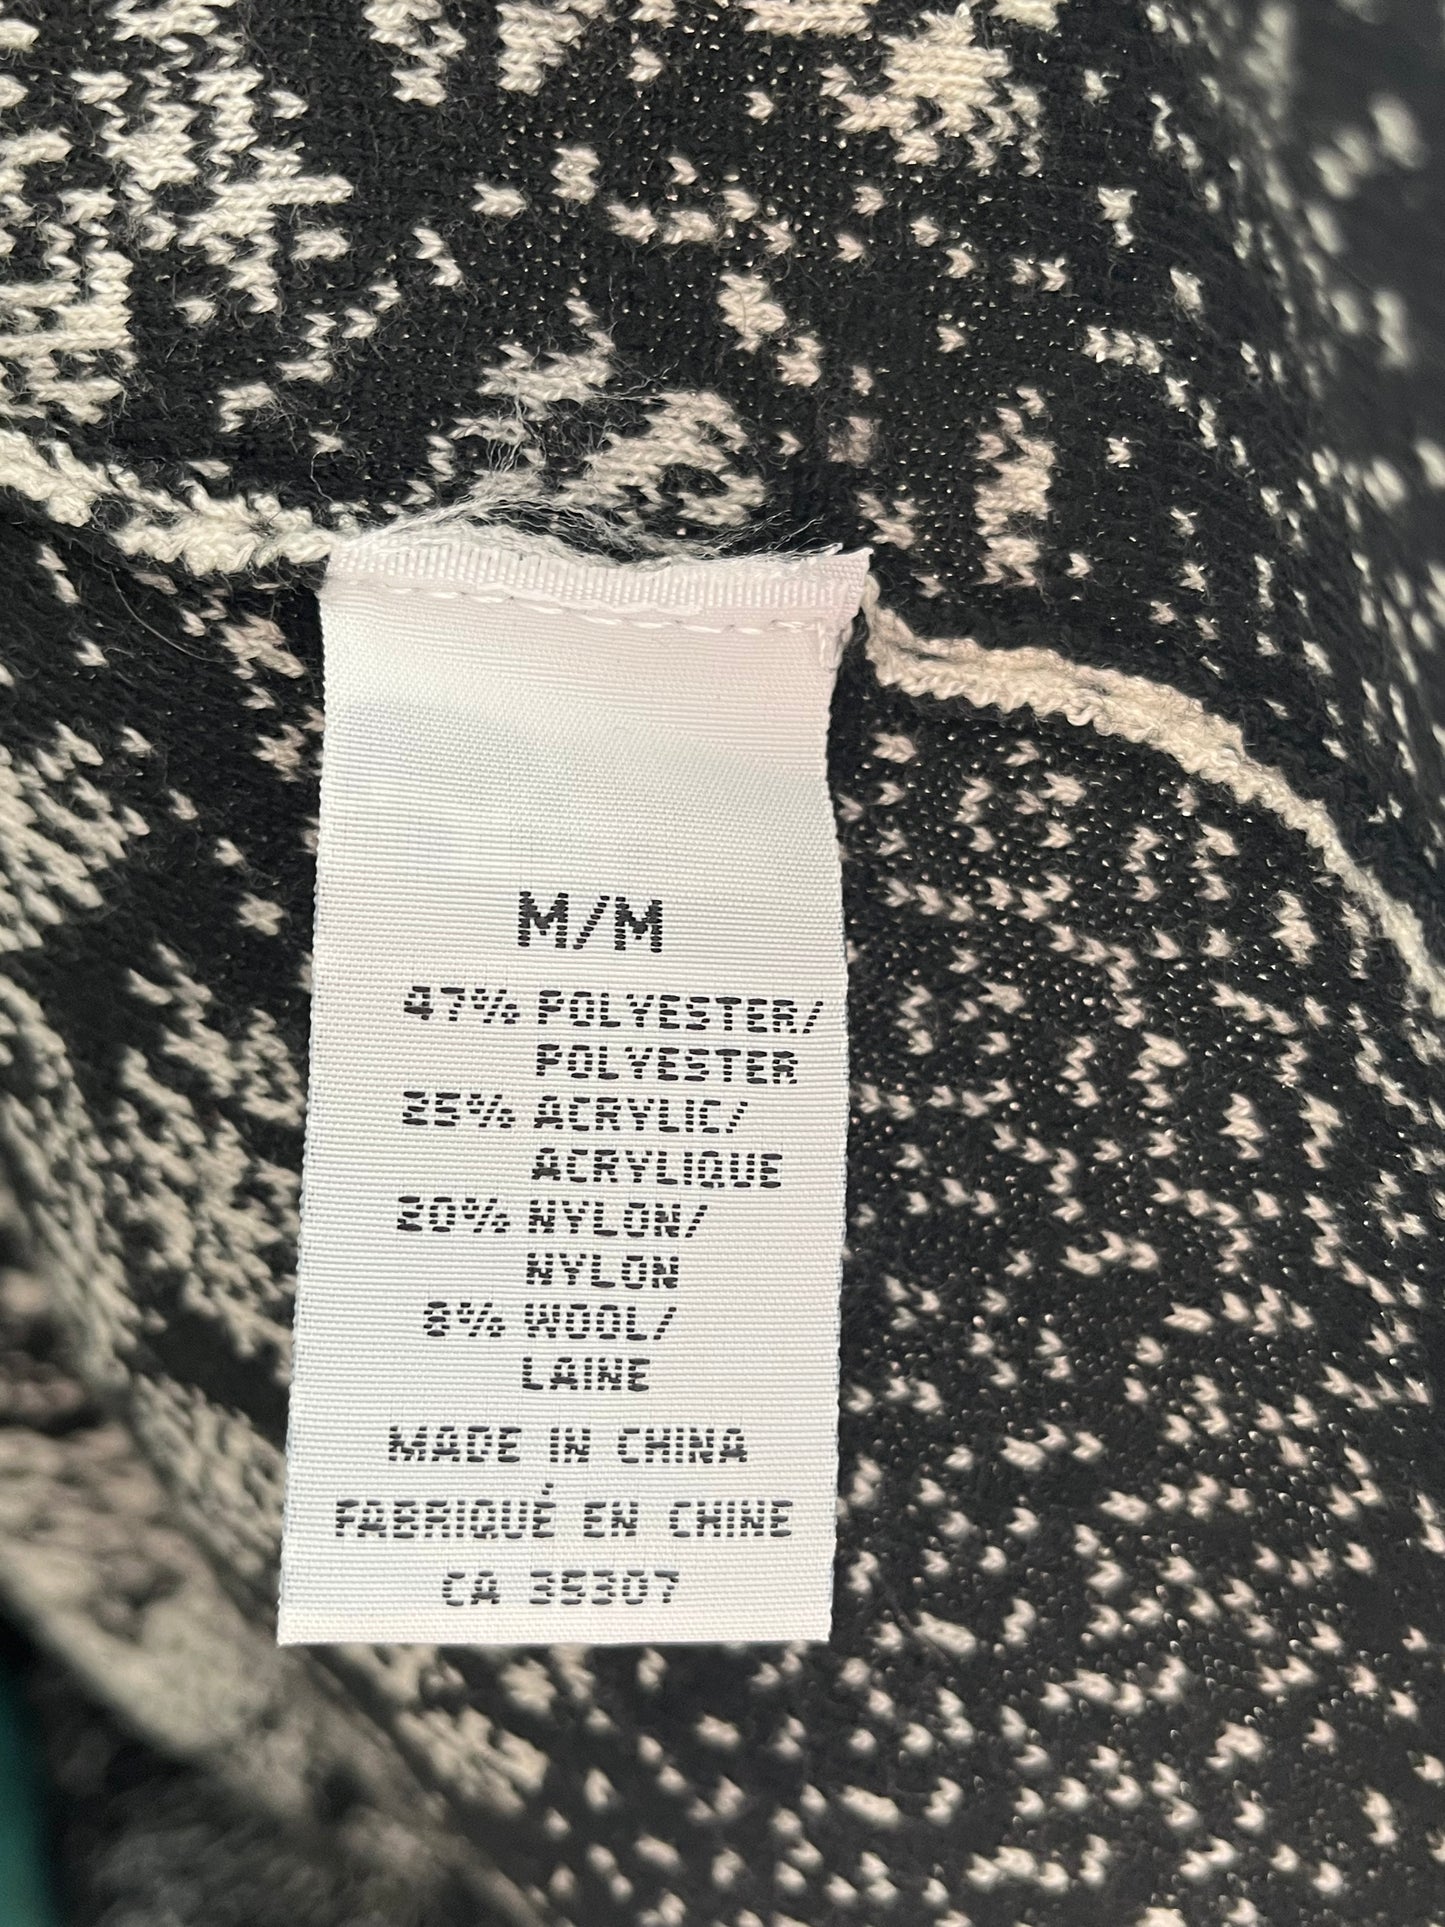 M/M
47% POLYESTER/
POLYESTER
25% ACRYLIC/
ACRYLIQUE
20% NYLON/
NYLON
8% WOOL/
LAINE
MADE IN CHINA
FABRIQUÉ EN CHINE
CA 35307